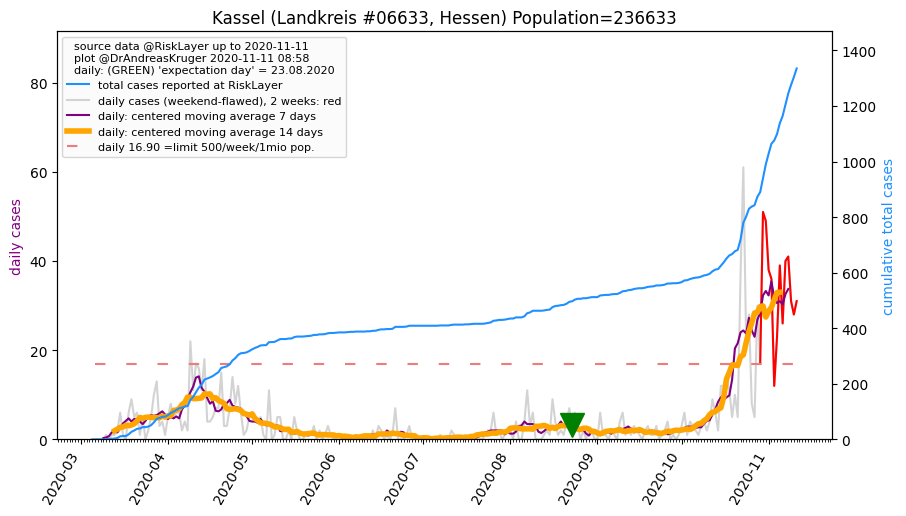 Kassel (Landkreis #06633, Hessen) Population=236633
source data @RiskLayer up to 2020-11-11
plot @DrAndreasKruger 2020-11-11 08:58
daily: (GREEN) 'expectation day' = 23.08.2020
total cases reported at RiskLayer
daily cases (weekend-flawed), 2 weeks: red
daily: centered moving average 7 days
daily: centered moving average 14 days
daily 16.90 =limit 500/week/1mio pop.
daily cases
80
60
40
20
0
cumulative total cases
1400
1200
1000
800
600
400
200
0
2020-03
2020-04
2020-05
2020-06
2020-07
2020-08
2020-09
2020-10
2020-11